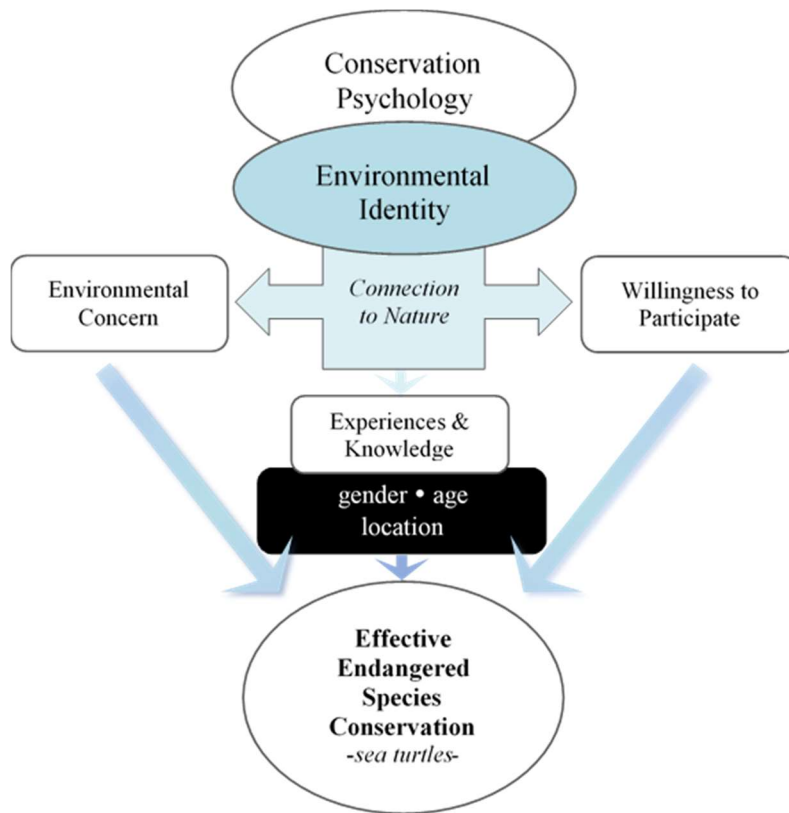 Conservation
Psychology
Environmental
Identity
Environmental
Concern
Connection
to Nature
Willingness to
Participate
Experiences &
Knowledge
gender • age
location
Effective
Endangered
Species
Conservation
-sea turtles-